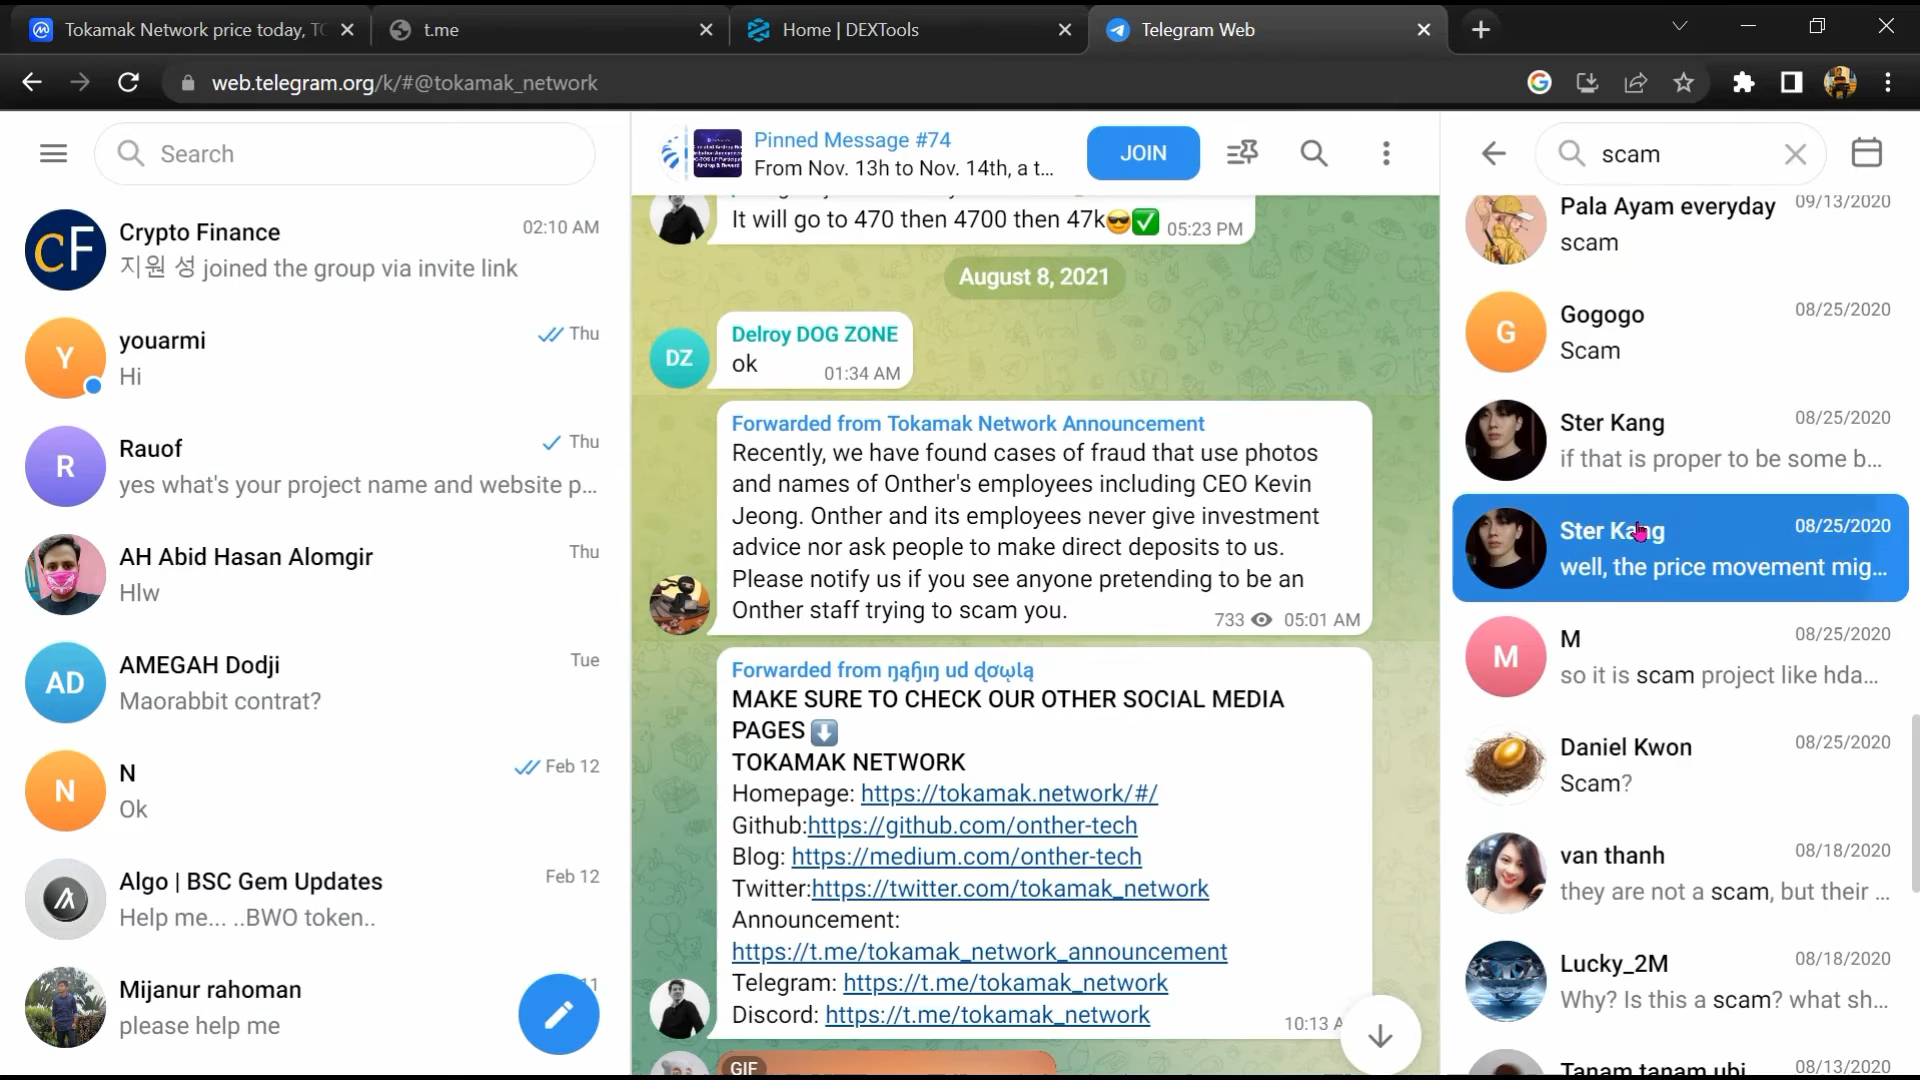 Tokamak Network price today, TO
t.me
Home | DEXTools
Telegram Web
web.telegram.org/k/#@tokamak_network
Search
CF
Crypto Finance
02:10 AM
지원 성 joined the group via invite link
Y
youarmi
Thu
Hi
R
Rauof
Thu
yes what's your project name and website p...
AH Abid Hasan Alomgir
Thu
Hlw
AD
AMEGAH Dodji
Tue
Maorabbit contrat?
N
N
Feb 12
Ok
Algo | BSC Gem Updates
Feb 12
Help me... ..BWO token..
Mijanur rahoman
please help me
Pinned Message #74
From Nov. 13h to Nov. 14th, a t...
JOIN
It will go to 470 then 4700 then 47k😎✅ 05:23 PM
August 8, 2021
DZ
Delroy DOG ZONE
ok
01:34 AM
Forwarded from Tokamak Network Announcement
Recently, we have found cases of fraud that use photos
and names of Onther's employees including CEO Kevin
Jeong. Onther and its employees never give investment
advice nor ask people to make direct deposits to us.
Please notify us if you see anyone pretending to be an
Onther staff trying to scam you.
733 05:01 AM
Forwarded from ŋąɧıŋ ud ɖơῳƖą
MAKE SURE TO CHECK OUR OTHER SOCIAL MEDIA
PAGES ⬇️
TOKAMAK NETWORK
Homepage: https://tokamak.network/#/
Github:https://github.com/onther-tech
Blog: https://medium.com/onther-tech
Twitter:https://twitter.com/tokamak_network
Announcement:
https://t.me/tokamak_network_announcement
Telegram: https://t.me/tokamak_network
Discord: https://t.me/tokamak_network
10:13 A
GIF
scam
Pala Ayam everyday
09/13/2020
scam
G
Gogogo
08/25/2020
Scam
Ster Kang
08/25/2020
if that is proper to be some b...
Ster Kang
08/25/2020
well, the price movement mig...
M
M
08/25/2020
so it is scam project like hda...
Daniel Kwon
08/25/2020
Scam?
van thanh
08/18/2020
they are not a scam, but their ...
Lucky_2M
08/18/2020
Why? Is this a scam? what sh...
Tanam tanam ubi
08/13/2020